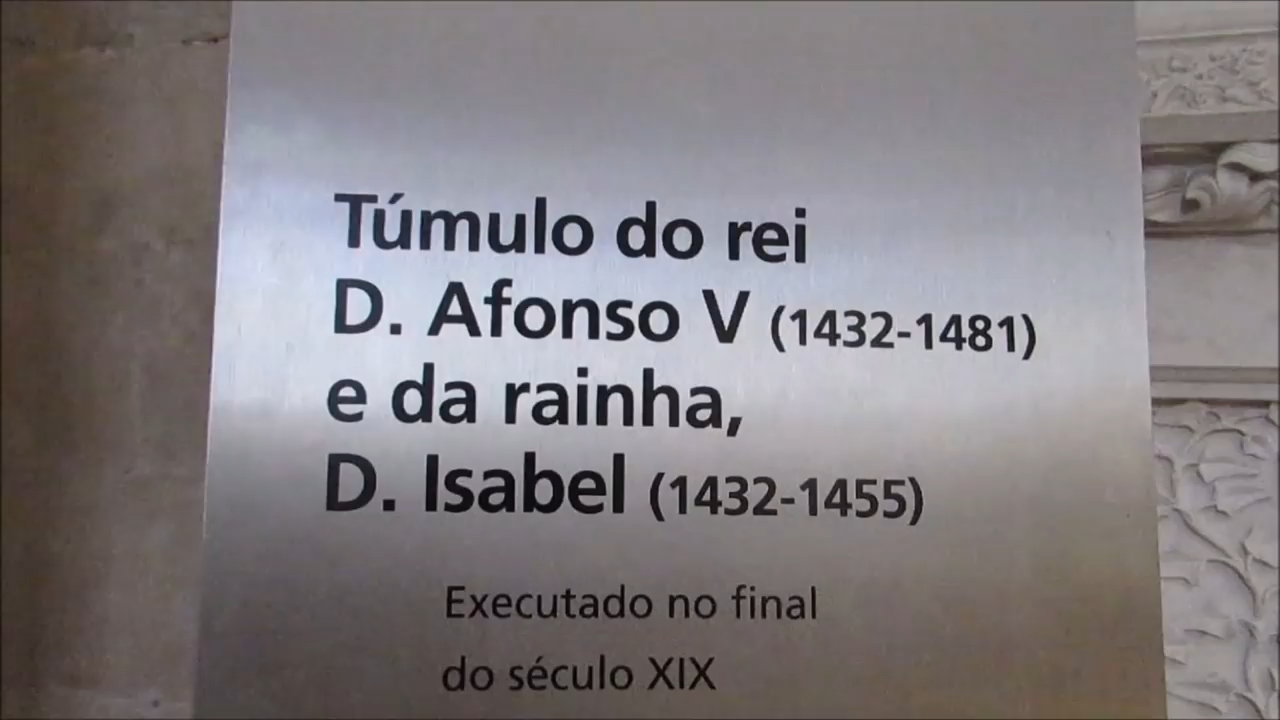 Túmulo do rei
D. Afonso V (1432-1481)
e da rainha,
D. Isabel (1432-1455)
Executado no final
do século XIX